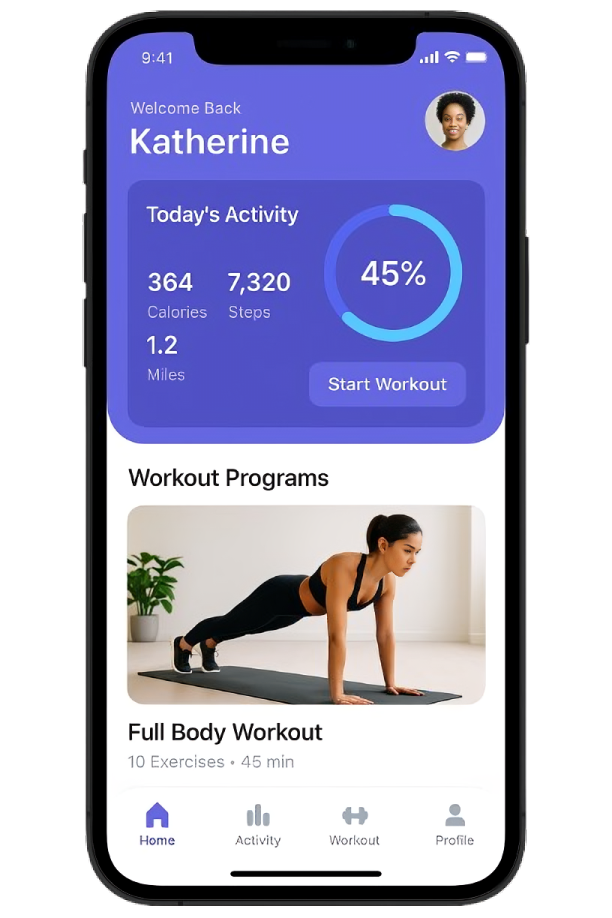 9:41
Welcome Back
Katherine
Today's Activity
364
Calories
7,320
Steps
45%
1.2
Miles
Start Workout
Workout Programs
Full Body Workout
10 Exercises • 45 min
Home
Activity
Workout
Profile